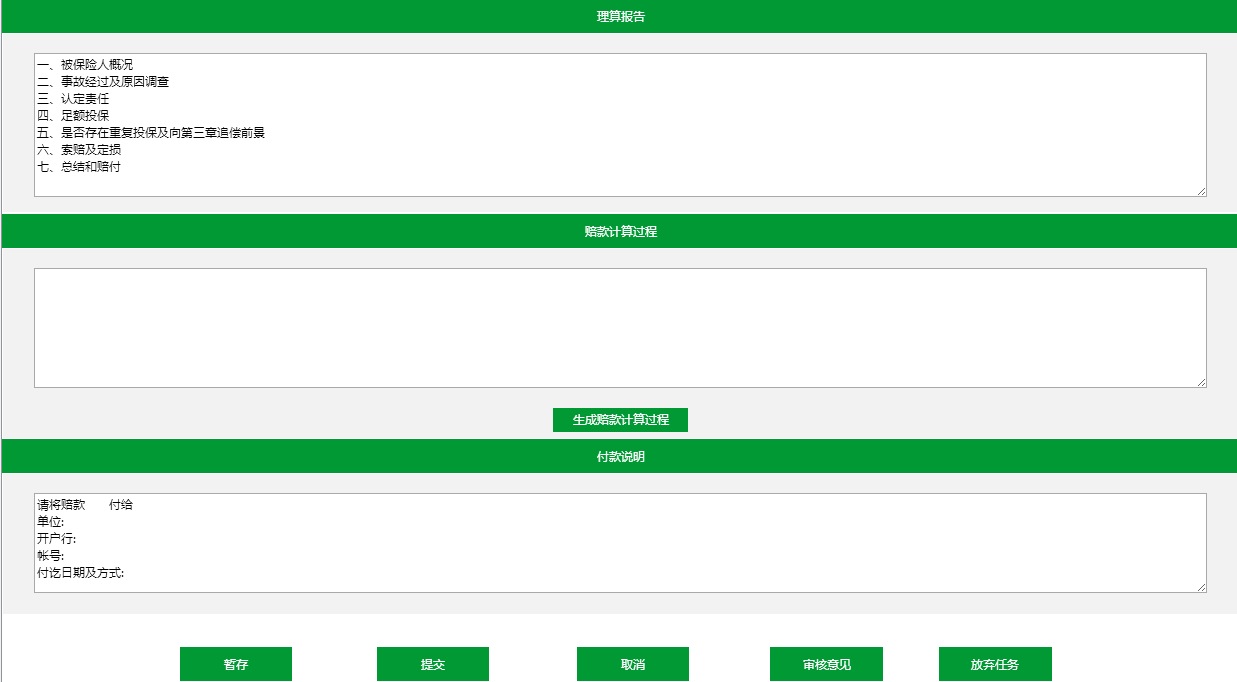 理算报告
一、被保险人概况
二、事故经过及原因调查
三、认定责任
四、足额投保
五、是否存在重复投保及向第三章追偿前景
六、索赔及定损
七、总结和赔付
赔款计算过程
生成赔款计算过程
付款说明
请将赔款　　付给
单位:
开户行:
帐号:
付讫日期及方式:
暂存 提交 取消 审核意见 放弃任务